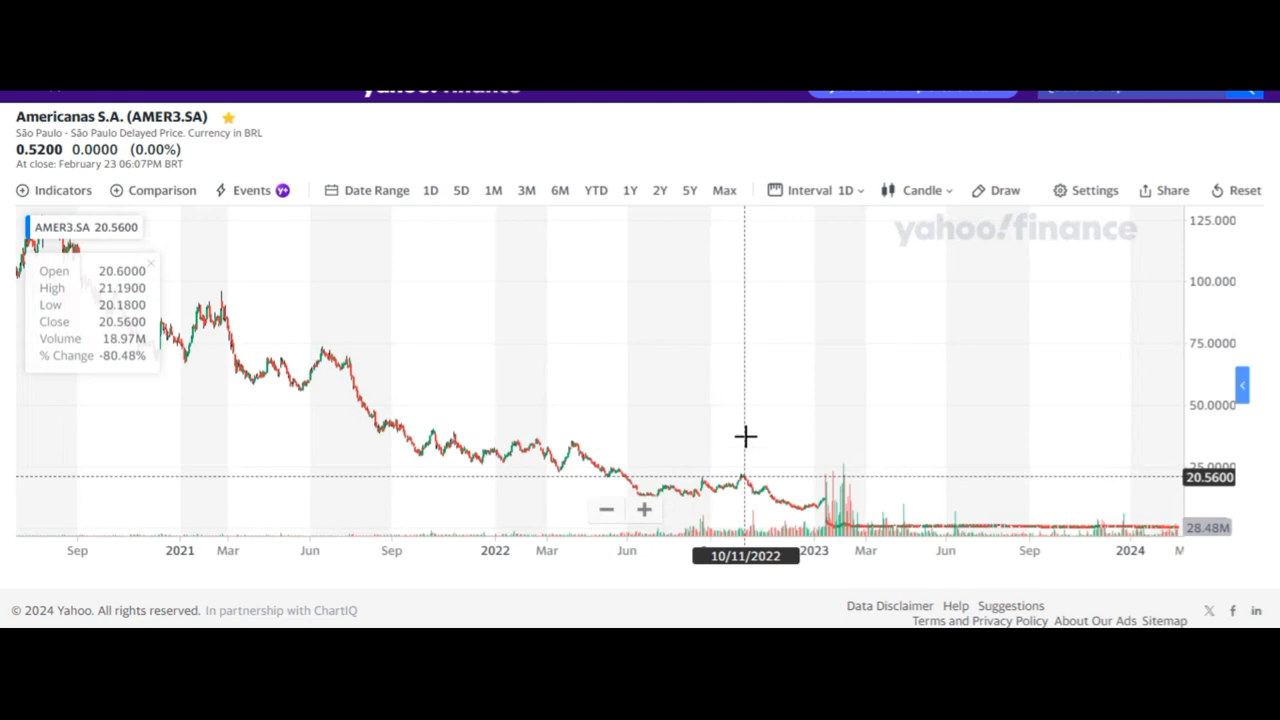 yahoo! finance
Americanas S.A. (AMER3.SA)
São Paulo - São Paulo Delayed Price. Currency in BRL
0.5200 0.0000 (0.00%)
At close: February 23 06:07PM BRT
Indicators Comparison Events Y+ Date Range 1D 5D 1M 3M 6M YTD 1Y 2Y 5Y Max Interval 1D Candle Draw Settings Share Reset
AMER3.SA 20.5600
yahoo!finance
Open 20.6000
High 21.1900
Low 20.1800
Close 20.5600
Volume 18.97M
% Change -80.48%
125.000
100.0000
75.0000
50.0000
25.0000
20.5600
28.48M
Sep 2021 Mar Jun Sep 2022 Mar Jun 10/11/2022 2023 Mar Jun Sep 2024 M
© 2024 Yahoo. All rights reserved. In partnership with ChartIQ
Data Disclaimer Help Suggestions
Terms and Privacy Policy About Our Ads Sitemap